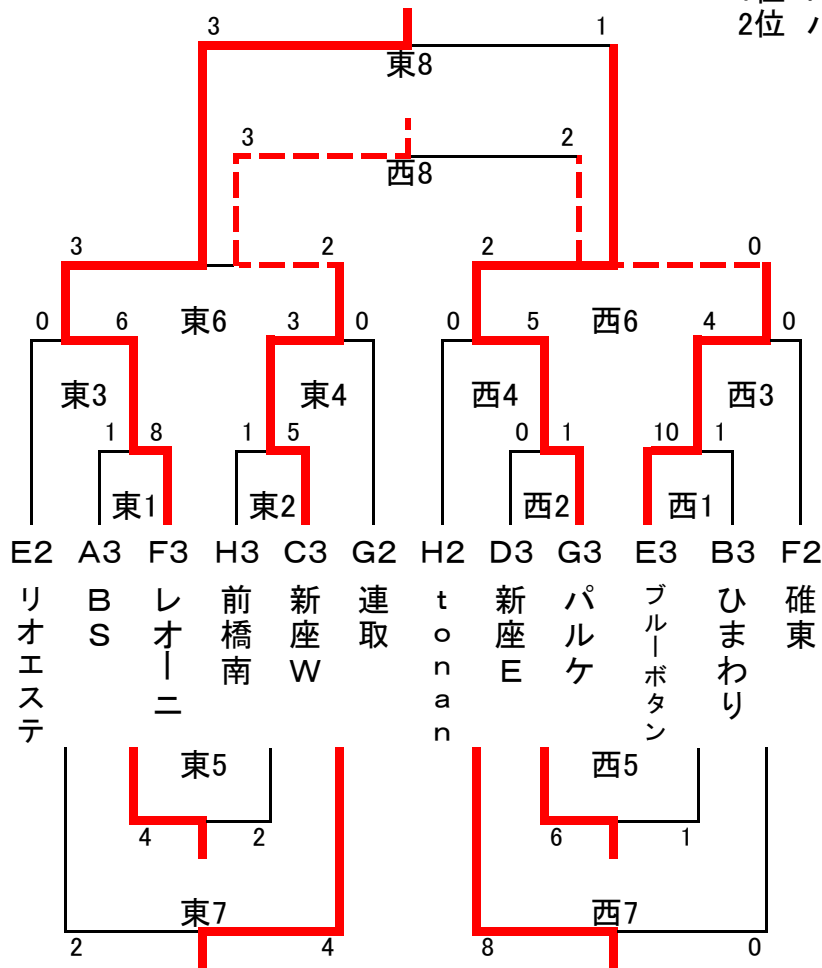 2位
3 1
東8
3 2
西8
3 2 2 0
0 6 東6 3 0 0 5 西6 4 0
東3 東4 西4 西3
1 8 1 5 0 1 10 1
東1 東2 西2 西1
E2 A3 F3 H3 C3 G2 H2 D3 G3 E3 B3 F2
リオエステ
BS
レオーニ
前橋南
新座W
連取
tonan
新座E
パルケ
ブルーボタン
ひまわり
碓東
東5 西5
4 2 6 1
東7 西7
2 4 8 0